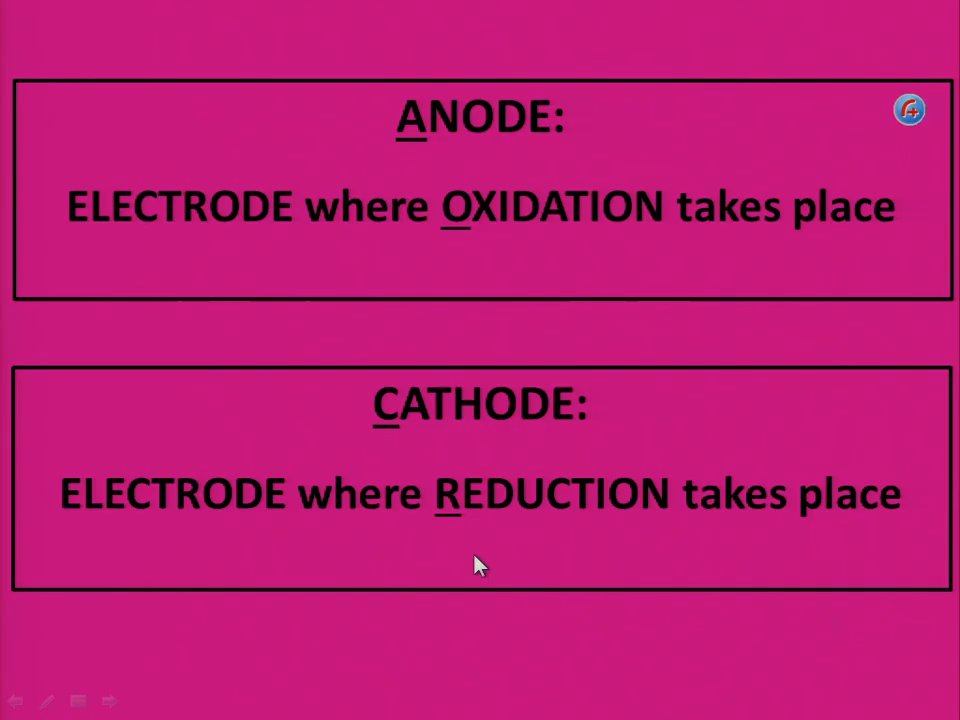 ANODE:
ELECTRODE where OXIDATION takes place
CATHODE:
ELECTRODE where REDUCTION takes place